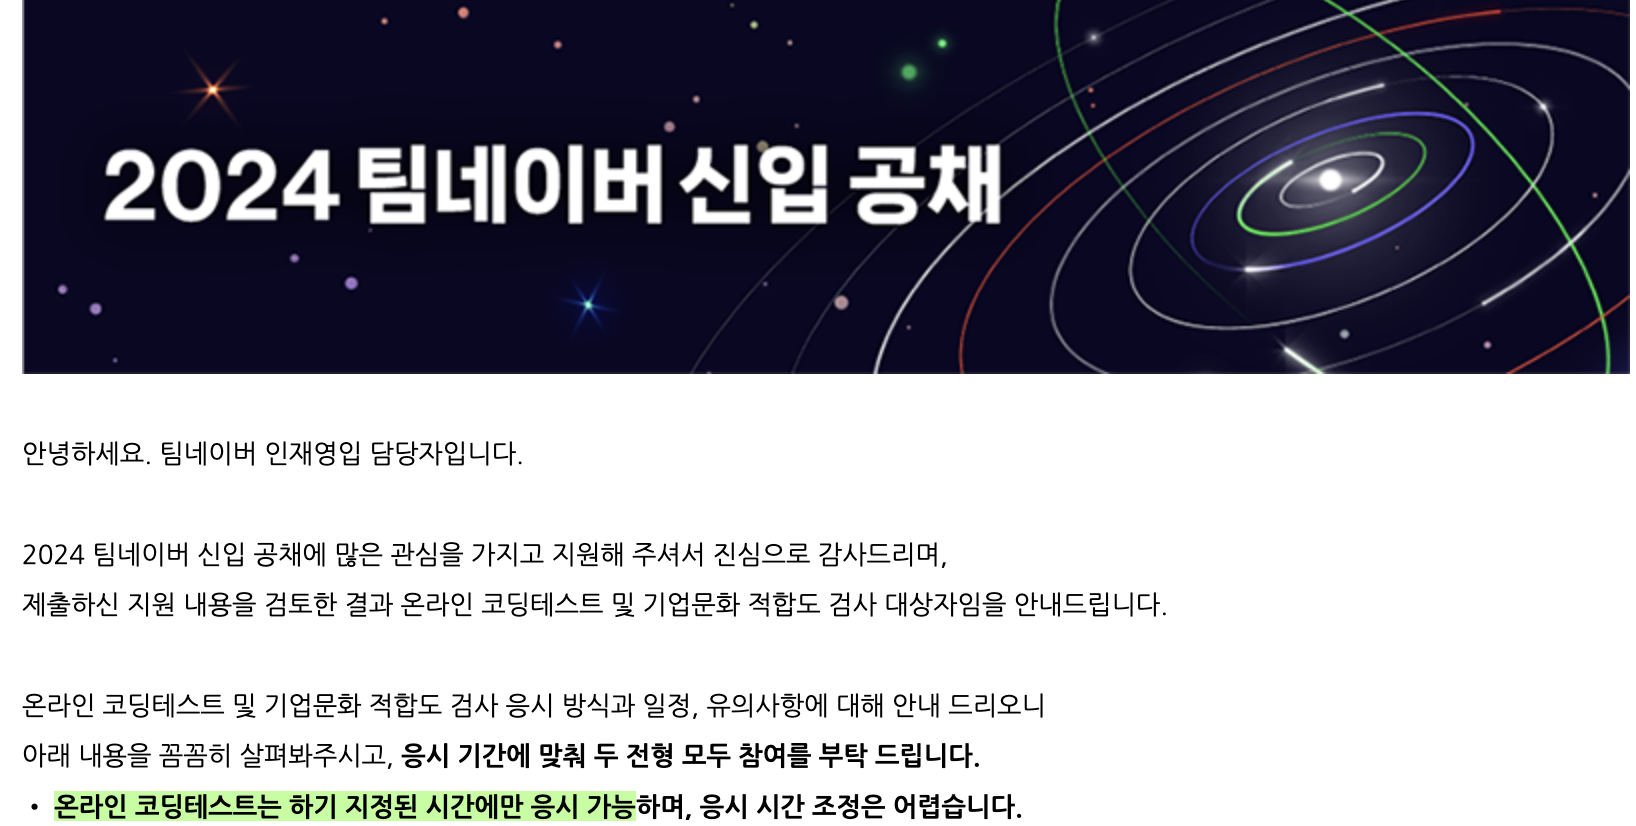 2024 팀네이버 신입 공채
안녕하세요. 팀네이버 인재영입 담당자입니다.
2024 팀네이버 신입 공채에 많은 관심을 가지고 지원해 주셔서 진심으로 감사드리며,
제출하신 지원 내용을 검토한 결과 온라인 코딩테스트 및 기업문화 적합도 검사 대상자임을 안내드립니다.
온라인 코딩테스트 및 기업문화 적합도 검사 응시 방식과 일정, 유의사항에 대해 안내 드리오니
아래 내용을 꼼꼼히 살펴봐주시고, 응시 기간에 맞춰 두 전형 모두 참여를 부탁 드립니다.
• 온라인 코딩테스트는 하기 지정된 시간에만 응시 가능하며, 응시 시간 조정은 어렵습니다.